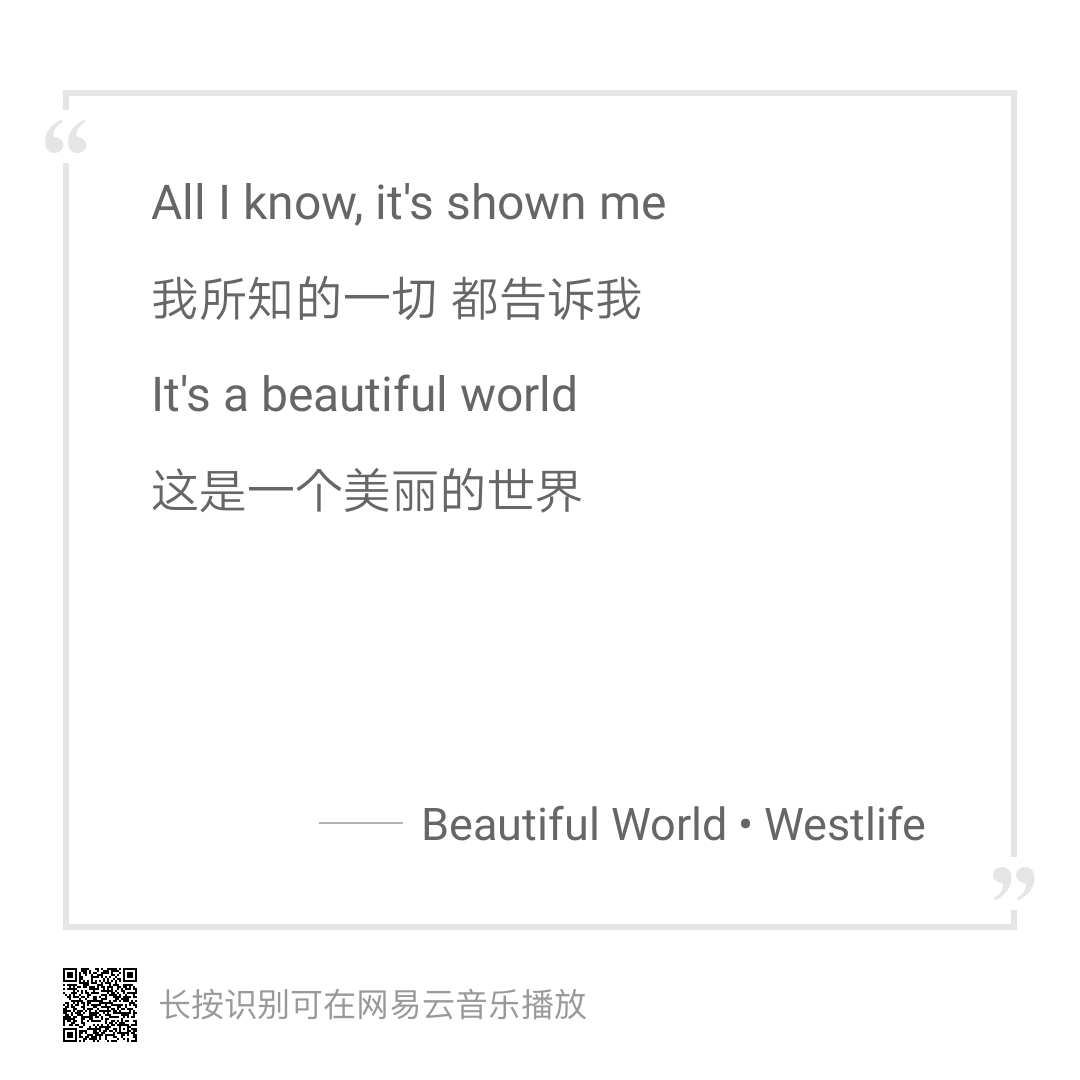 “
All I know, it's shown me
我所知的一切 都告诉我
It's a beautiful world
这是一个美丽的世界
—— Beautiful World • Westlife
”
长按识别可在网易云音乐播放